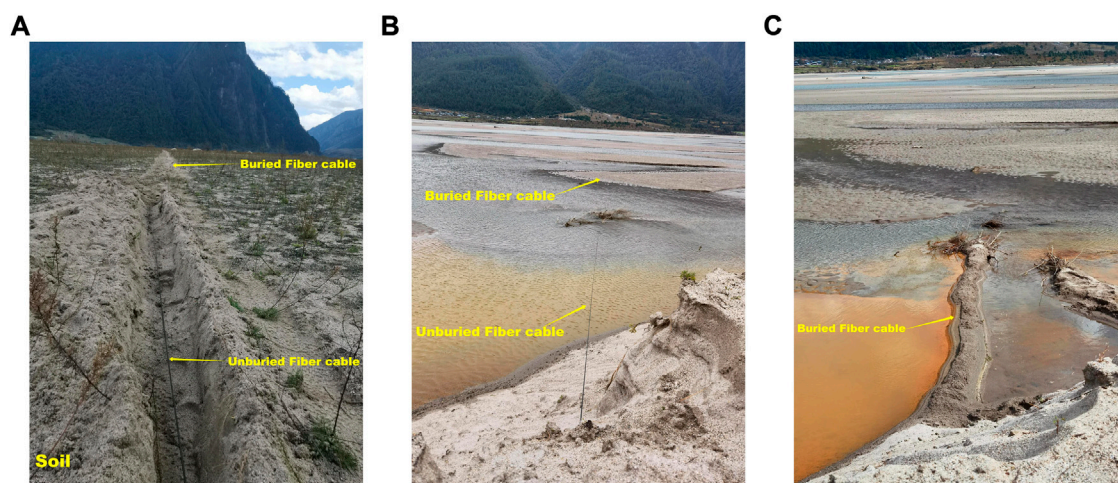 A
Buried Fiber cable
Unburied Fiber cable
Soil
B
Buried Fiber cable
Unburied Fiber cable
C
Buried Fiber cable